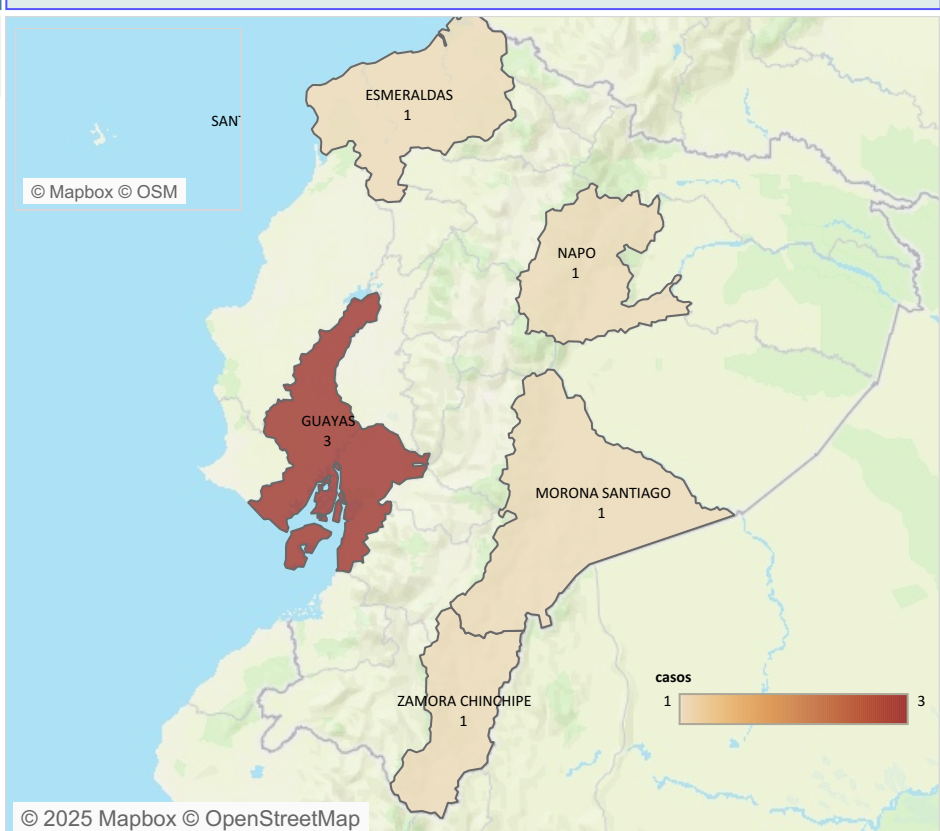 ESMERALDAS
1
SAN
© Mapbox © OSM
NAPO
1
GUAYAS
3
MORONA SANTIAGO
1
casos
1 3
ZAMORA CHINCHIPE
1
© 2025 Mapbox © OpenStreetMap